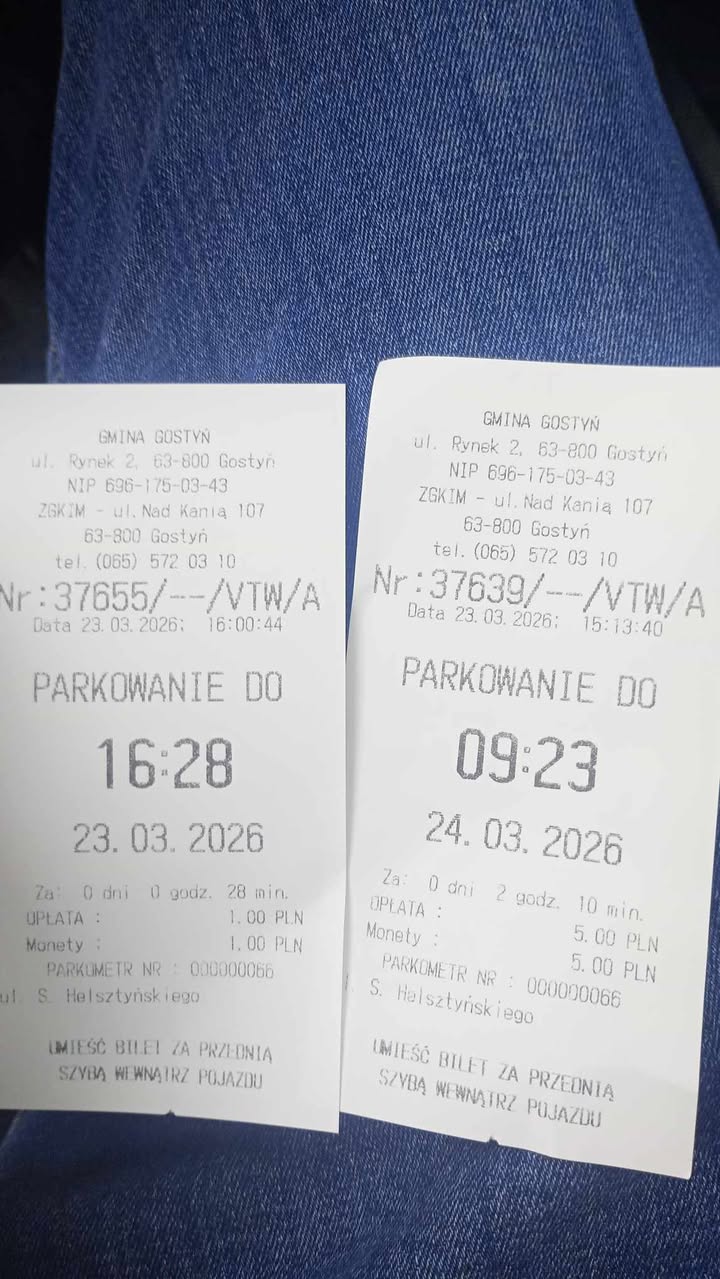 GMINA GOSTYŃ
ul. Rynek 2, 63-800 Gostyń
NIP 696-175-03-43
ZGKIM - ul. Nad Kanią 107
63-800 Gostyń
tel. (065) 572 03 10
Nr:37655/--/VTW/A
Data 23.03.2026; 16:00:44
PARKOWANIE DO
16:28
23.03.2026
Za: 0 dni 0 godz. 28 min.
OPŁATA : 1.00 PLN
Monety : 1.00 PLN
PARKOMETR NR : 000000066
ul. S. Helsztyńskiego
UMIEŚĆ BILET ZA PRZEDNIĄ
SZYBĄ WEWNĄTRZ POJAZDU
GMINA GOSTYŃ
ul. Rynek 2, 63-800 Gostyń
NIP 696-175-03-43
ZGKIM - ul. Nad Kanią 107
63-800 Gostyń
tel. (065) 572 03 10
Nr:37639/--/VTW/A
Data 23.03.2026; 15:13:40
PARKOWANIE DO
09:23
24.03.2026
Za: 0 dni 2 godz. 10 min.
OPŁATA : 5.00 PLN
Monety : 5.00 PLN
PARKOMETR NR : 000000066
S. Helsztyńskiego
UMIEŚĆ BILET ZA PRZEDNIĄ
SZYBĄ WEWNĄTRZ POJAZDU